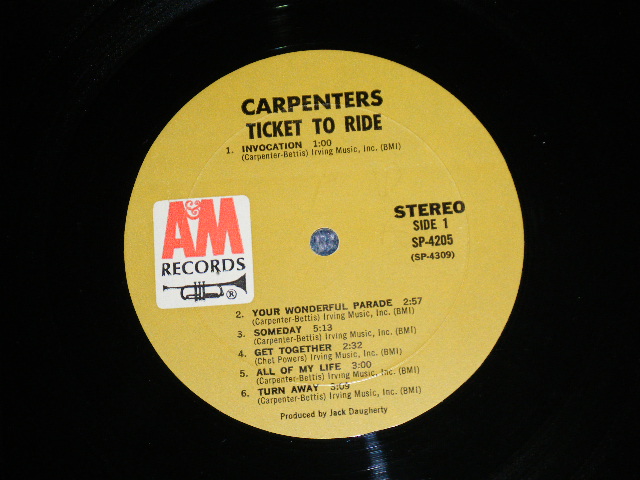 CARPENTERS
TICKET TO RIDE
1. INVOCATION 1:00
(Carpenter-Bettis) Irving Music, Inc. (BMI)
A&M
RECORDS
®
STEREO
SIDE 1
SP-4205
(SP-4309)
2. YOUR WONDERFUL PARADE 2:57
(Carpenter-Bettis) Irving Music, Inc. (BMI)
3. SOMEDAY 5:13
(Carpenter-Bettis) Irving Music, Inc. (BMI)
4. GET TOGETHER 2:32
(Chet Powers) Irving Music, Inc. (BMI)
5. ALL OF MY LIFE 3:00
(Carpenter-Bettis) Irving Music, Inc. (BMI)
6. TURN AWAY 3:09
(Carpenter-Bettis) Irving Music, Inc. (BMI)
Produced by Jack Daugherty